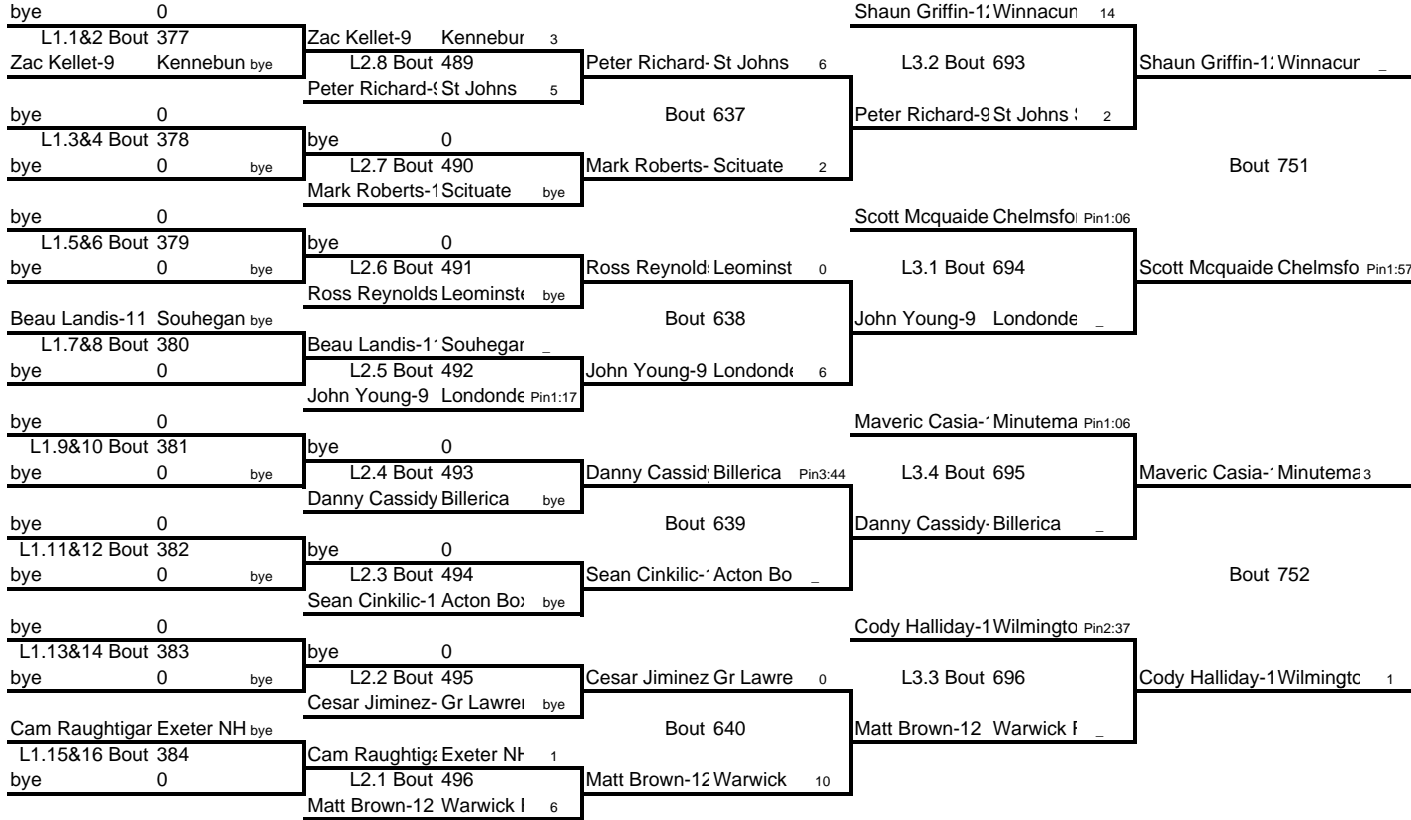 bye 0 Shaun Griffin-12 Winnacun 14
L1.1&2 Bout 377 Zac Kellet-9 Kennebur 3
Zac Kellet-9 Kennebun bye L2.8 Bout 489 Peter Richard- St Johns 6 L3.2 Bout 693 Shaun Griffin-1 Winnacur _
Peter Richard-9 St Johns 5
bye 0 Bout 637 Peter Richard-9 St Johns S 2
L1.3&4 Bout 378 bye 0
bye 0 bye L2.7 Bout 490 Mark Roberts- Scituate 2 Bout 751
Mark Roberts-1 Scituate bye
bye 0 Scott Mcquaide Chelmsfo Pin1:06
L1.5&6 Bout 379 bye 0
bye 0 bye L2.6 Bout 491 Ross Reynold Leominst 0 L3.1 Bout 694 Scott Mcquaide Chelmsfo Pin1:57
Ross Reynolds Leominste bye
Beau Landis-11 Souhegan bye Bout 638 John Young-9 Londonde _
L1.7&8 Bout 380 Beau Landis-1 Souhegar _
bye 0 L2.5 Bout 492 John Young-9 Londonde 6
John Young-9 Londonde Pin1:17
bye 0 Maveric Casia- Minutema Pin1:06
L1.9&10 Bout 381 bye 0
bye 0 bye L2.4 Bout 493 Danny Cassid Billerica Pin3:44 L3.4 Bout 695 Maveric Casia- Minutema 3
Danny Cassidy Billerica bye
bye 0 Bout 639 Danny Cassidy- Billerica _
L1.11&12 Bout 382 bye 0
bye 0 bye L2.3 Bout 494 Sean Cinkilic- Acton Bo _ Bout 752
Sean Cinkilic-1 Acton Box bye
bye 0 Cody Halliday-1 Wilmingto Pin2:37
L1.13&14 Bout 383 bye 0
bye 0 bye L2.2 Bout 495 Cesar Jiminez Gr Lawre 0 L3.3 Bout 696 Cody Halliday-1 Wilmingto 1
Cesar Jiminez- Gr Lawrer bye
Cam Raughtigar Exeter NH bye Bout 640 Matt Brown-12 Warwick F _
L1.15&16 Bout 384 Cam Raughtiga Exeter NH 1
bye 0 L2.1 Bout 496 Matt Brown-12 Warwick 10
Matt Brown-12 Warwick I 6